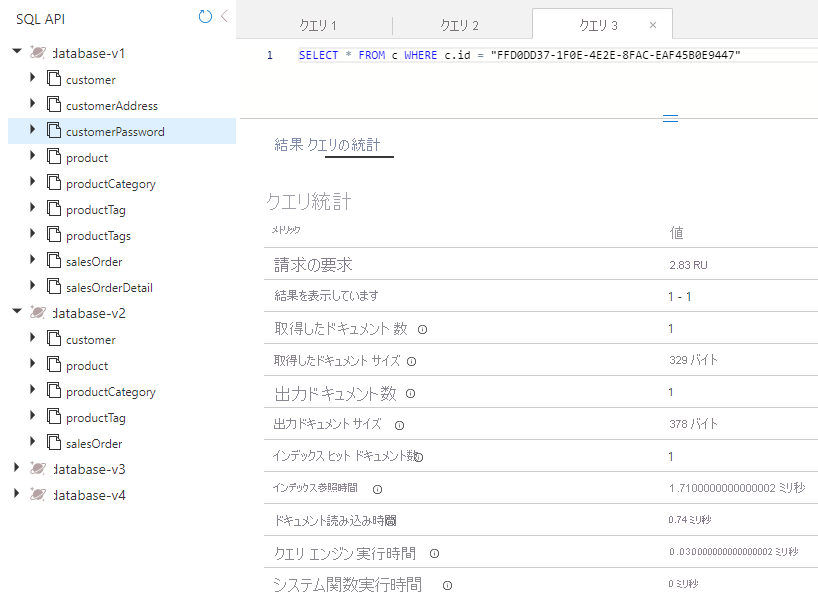 SQL API
database-v1
customer
customerAddress
customerPassword
product
productCategory
productTag
productTags
salesOrder
salesOrderDetail
database-v2
customer
product
productCategory
productTag
salesOrder
database-v3
database-v4
クエリ 1
クエリ 2
クエリ 3 ×
1 SELECT * FROM c WHERE c.id = "FFD0DD37-1F0E-4E2E-8FAC-EAF45B0E9447"
結果 クエリの統計
クエリ統計
メトリック 値
請求の要求 2.83 RU
結果を表示しています 1 - 1
取得したドキュメント 数 1
取得したドキュメント サイズ 329 バイト
出力ドキュメント数 1
出力ドキュメント サイズ 378 バイト
インデックス ヒット ドキュメント数 1
インデックス参照時間 1.7100000000000002 ミリ秒
ドキュメント読み込み時間 0.74 ミリ秒
クエリ エンジン実行時間 0.030000000000000002 ミリ秒
システム関数実行時間 0 ミリ秒